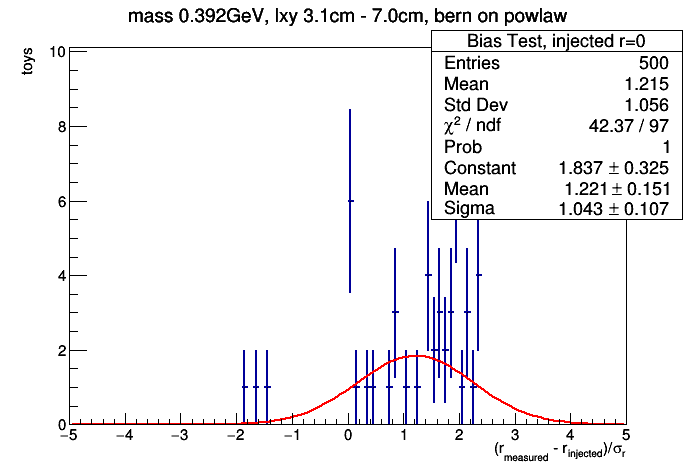 mass 0.392GeV, lxy 3.1cm - 7.0cm, bern on powlaw
Bias Test, injected r=0
Entries 500
Mean 1.215
Std Dev 1.056
χ² / ndf 42.37 / 97
Prob 1
Constant 1.837 ± 0.325
Mean 1.221 ± 0.151
Sigma 1.043 ± 0.107
toys
10
8
6
4
2
0
−5 −4 −3 −2 −1 0 1 2 3 4 5
(r_measured - r_injected)/σ_r